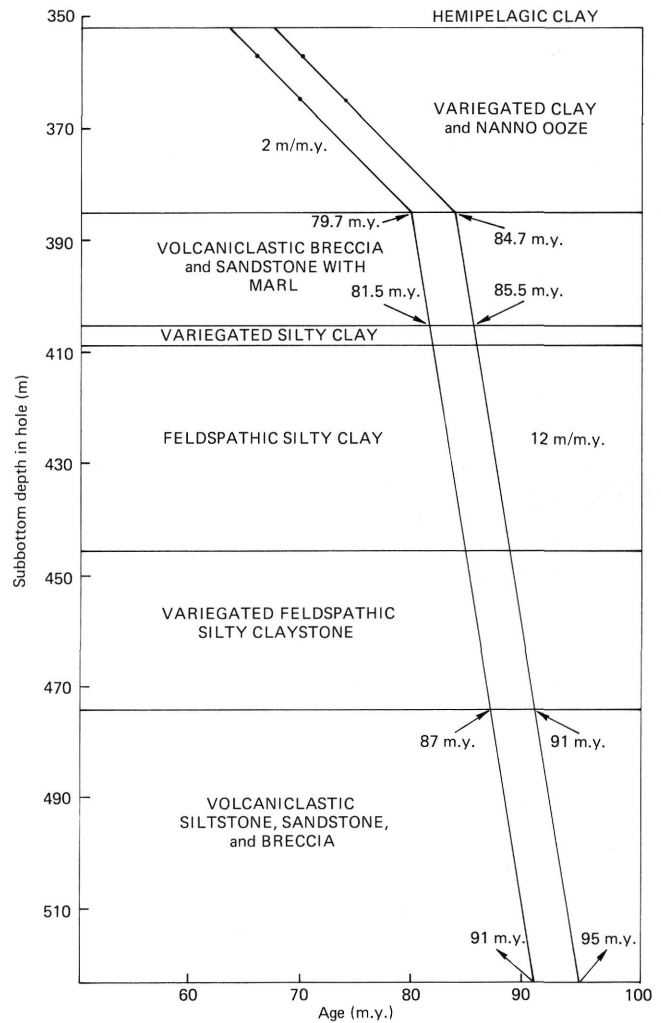 350
HEMIPELAGIC CLAY
VARIEGATED CLAY
and NANNO OOZE
370
2 m/m.y.
79.7 m.y.
84.7 m.y.
390
VOLCANICLASTIC BRECCIA
and SANDSTONE WITH
MARL
81.5 m.y.
85.5 m.y.
VARIEGATED SILTY CLAY
410
FELDSPATHIC SILTY CLAY
12 m/m.y.
430
Subbottom depth in hole (m)
450
VARIEGATED FELDSPATHIC
SILTY CLAYSTONE
470
87 m.y.
91 m.y.
490
VOLCANICLASTIC
SILTSTONE, SANDSTONE,
and BRECCIA
510
91 m.y.
95 m.y.
60
70
80
90
100
Age (m.y.)